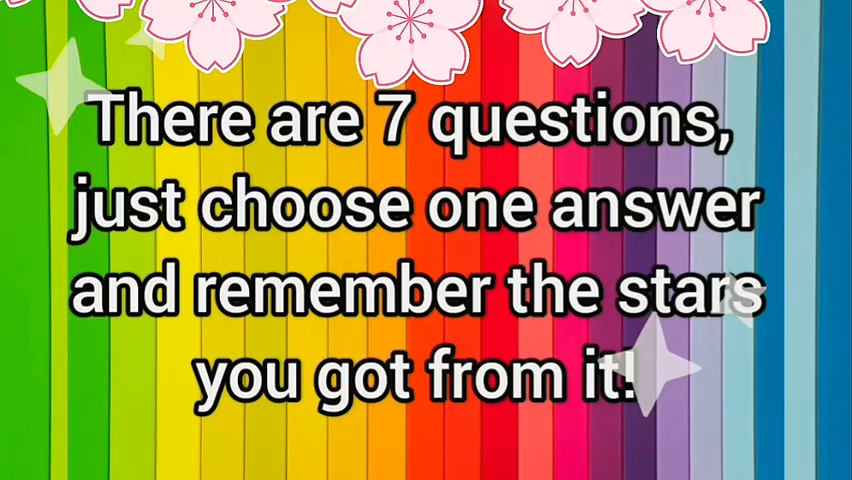 There are 7 questions,
just choose one answer
and remember the stars
you got from it!